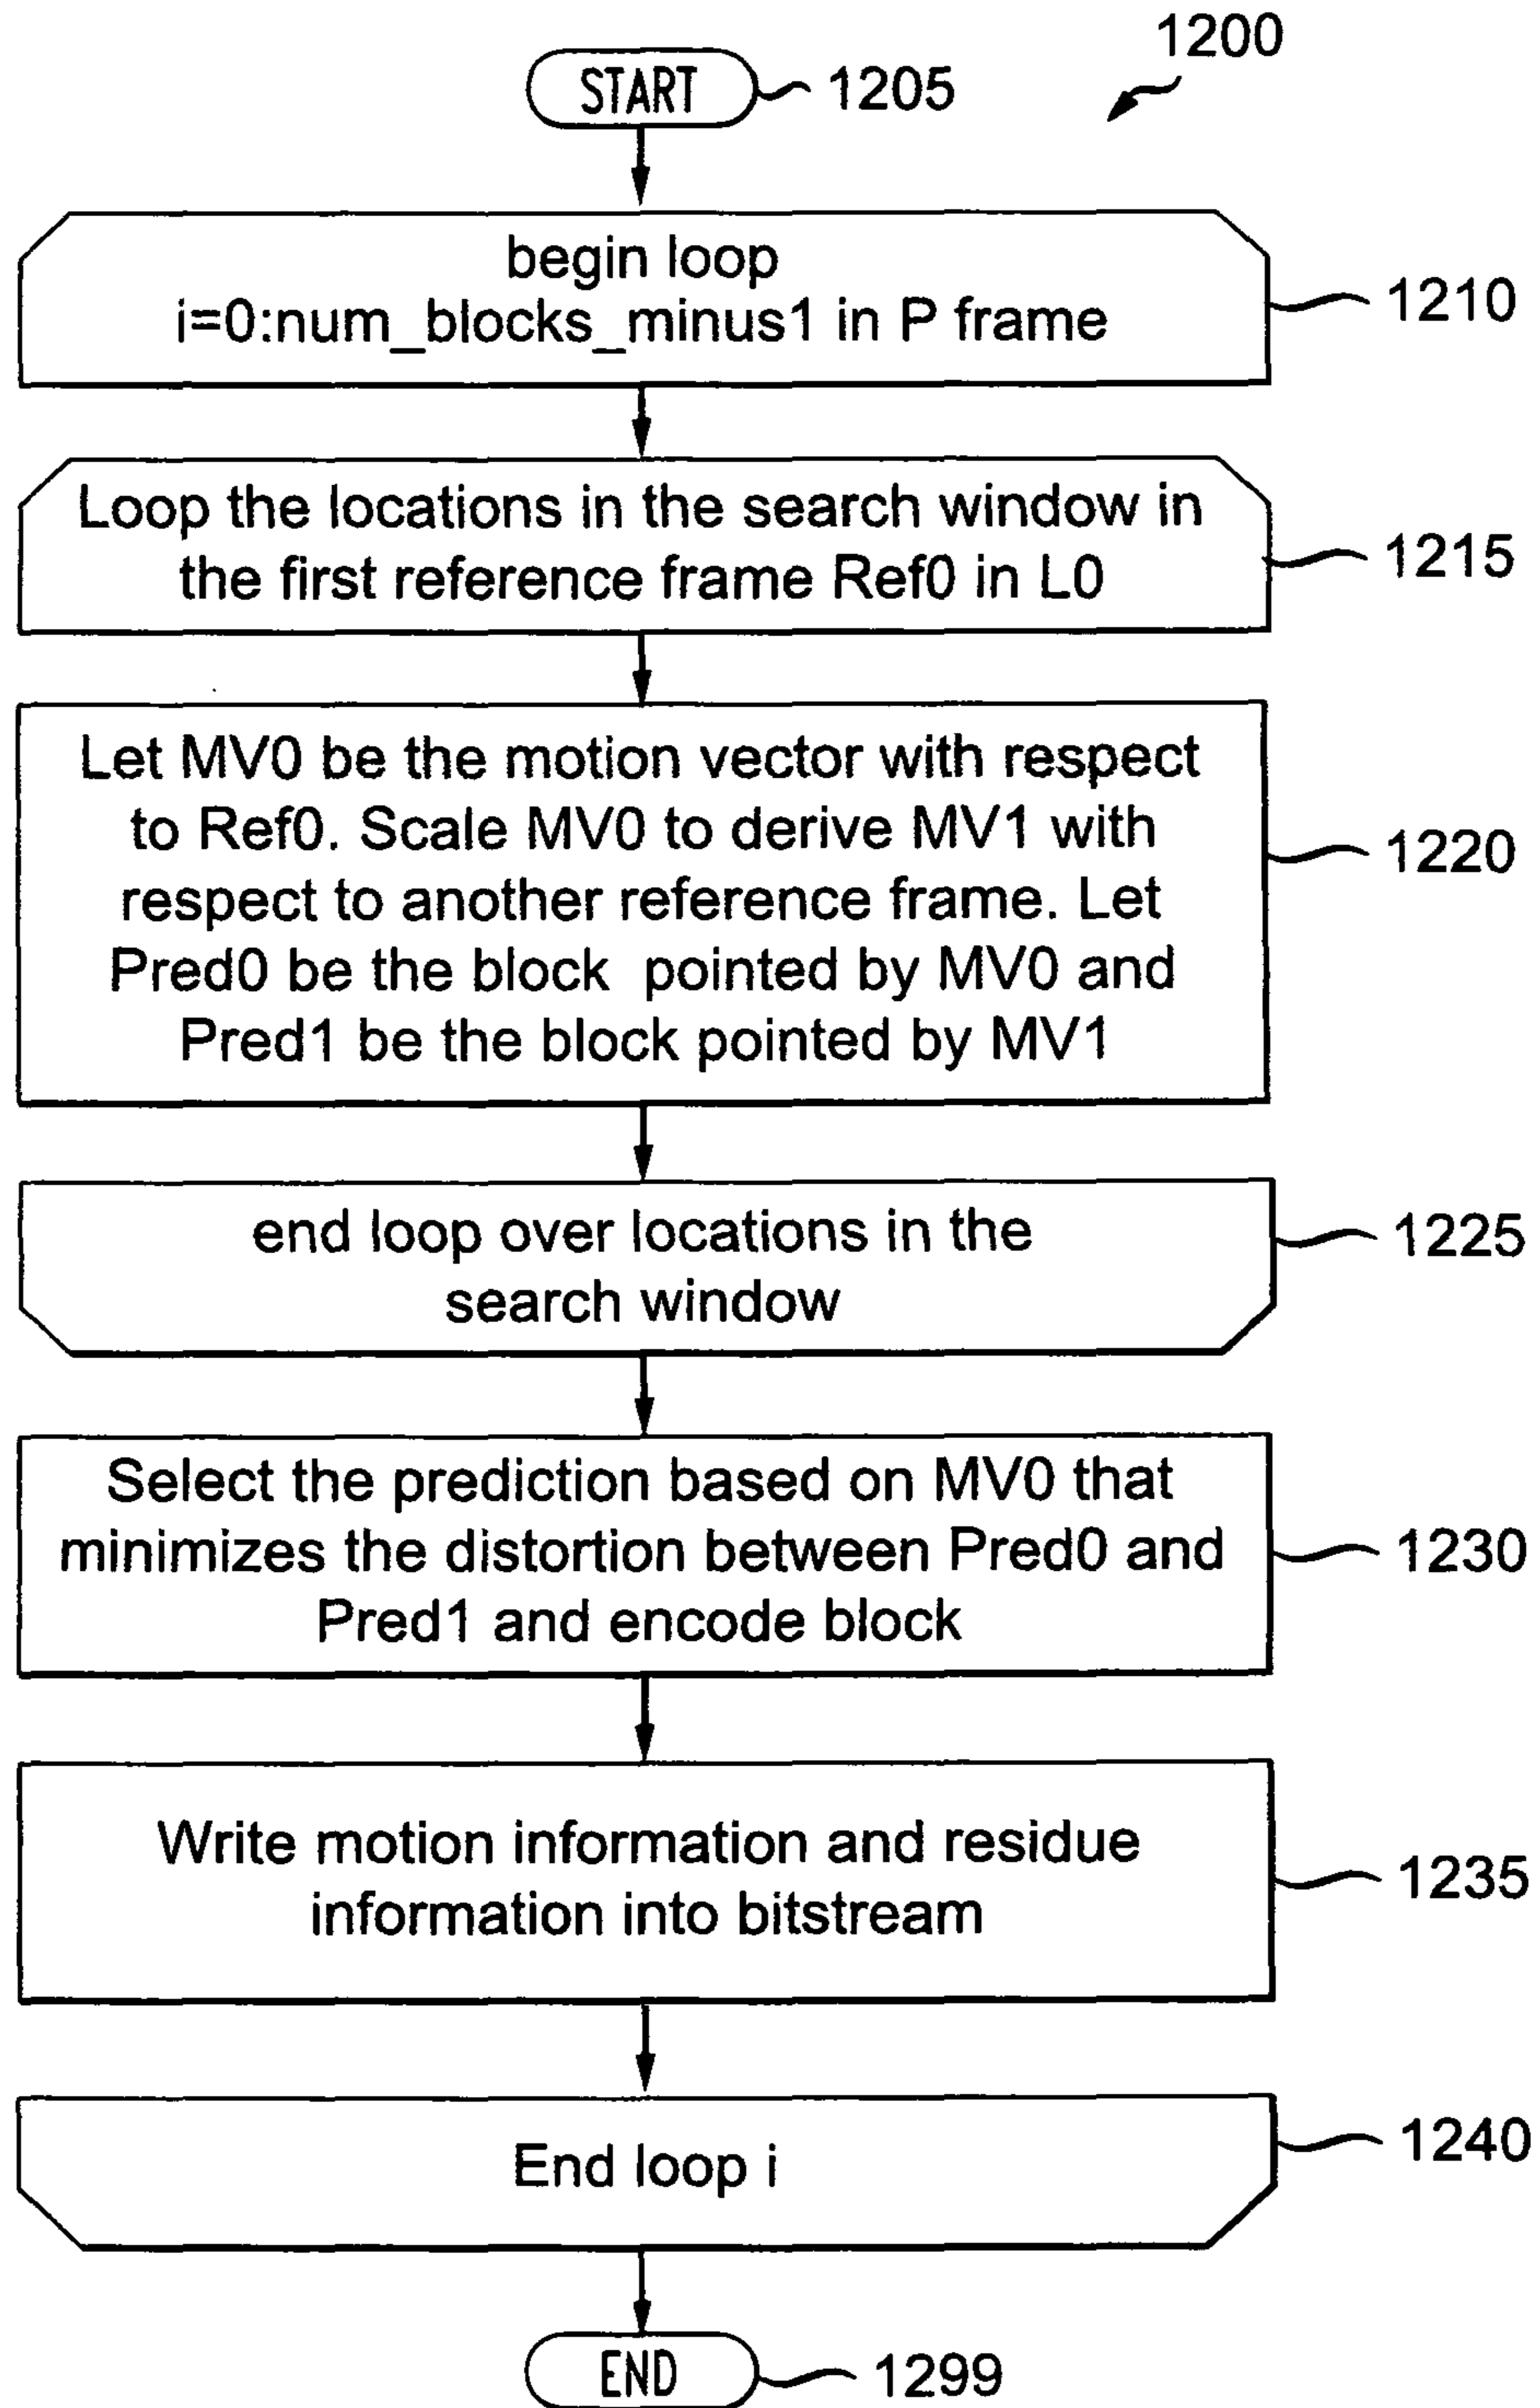 1200
START
1205
begin loop
i=0:num_blocks_minus1 in P frame
1210
Loop the locations in the search window in
the first reference frame Ref0 in L0
1215
Let MV0 be the motion vector with respect
to Ref0. Scale MV0 to derive MV1 with
respect to another reference frame. Let
Pred0 be the block pointed by MV0 and
Pred1 be the block pointed by MV1
1220
end loop over locations in the
search window
1225
Select the prediction based on MV0 that
minimizes the distortion between Pred0 and
Pred1 and encode block
1230
Write motion information and residue
information into bitstream
1235
End loop i
1240
END
1299